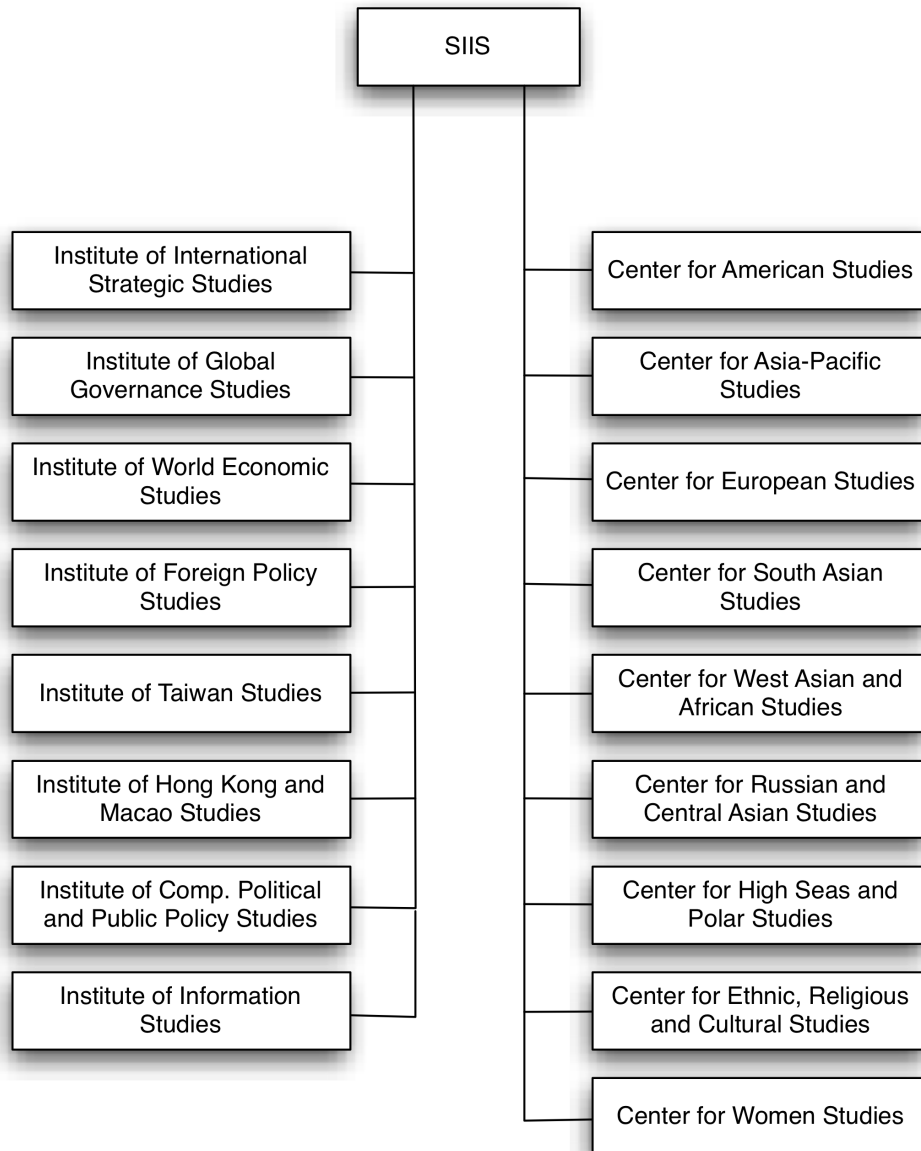 SIIS
Institute of International
Strategic Studies
Institute of Global
Governance Studies
Institute of World Economic
Studies
Institute of Foreign Policy
Studies
Institute of Taiwan Studies
Institute of Hong Kong and
Macao Studies
Institute of Comp. Political
and Public Policy Studies
Institute of Information
Studies
Center for American Studies
Center for Asia-Pacific
Studies
Center for European Studies
Center for South Asian
Studies
Center for West Asian and
African Studies
Center for Russian and
Central Asian Studies
Center for High Seas and
Polar Studies
Center for Ethnic, Religious
and Cultural Studies
Center for Women Studies